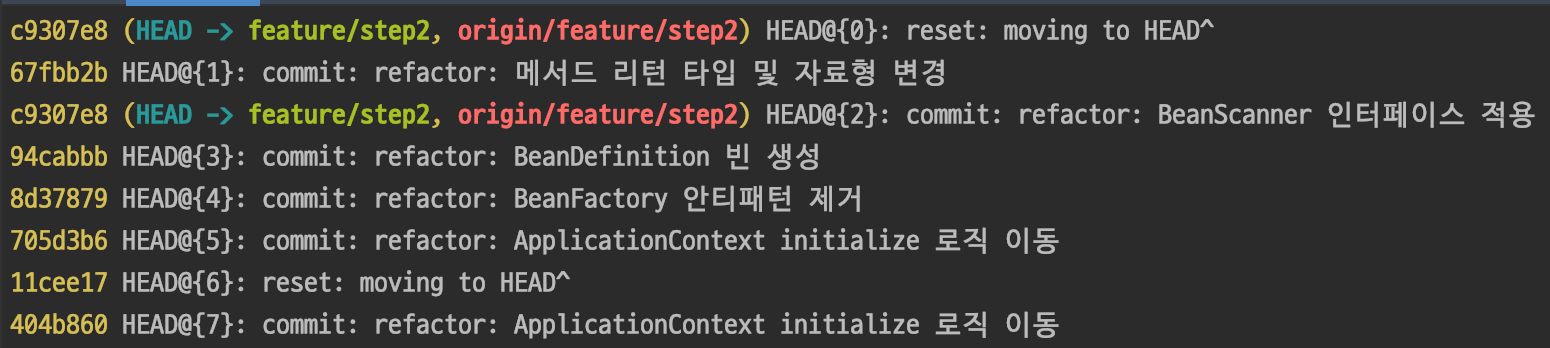 c9307e8 (HEAD -> feature/step2, origin/feature/step2) HEAD@{0}: reset: moving to HEAD^
67fbb2b HEAD@{1}: commit: refactor: 메서드 리턴 타입 및 자료형 변경
c9307e8 (HEAD -> feature/step2, origin/feature/step2) HEAD@{2}: commit: refactor: BeanScanner 인터페이스 적용
94cabbb HEAD@{3}: commit: refactor: BeanDefinition 빈 생성
8d37879 HEAD@{4}: commit: refactor: BeanFactory 안티패턴 제거
705d3b6 HEAD@{5}: commit: refactor: ApplicationContext initialize 로직 이동
11cee17 HEAD@{6}: reset: moving to HEAD^
404b860 HEAD@{7}: commit: refactor: ApplicationContext initialize 로직 이동